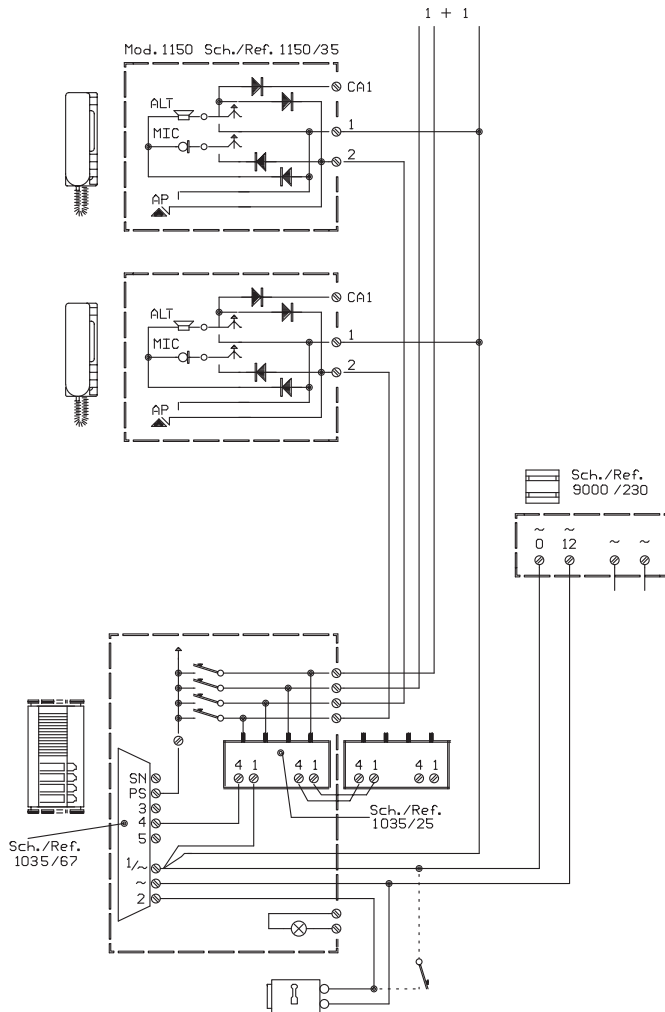 1 + 1
Mod. 1150 Sch./Ref. 1150/35
CA1
ALT
1
MIC
2
AP
CA1
ALT
1
MIC
2
AP
Sch./Ref.
9000/230
~ ~ ~ ~
0 12
4 1 4 1 4 1 4 1
SN
PS
3
4
5
1/~
~
2
Sch./Ref.
1035/25
Sch./Ref.
1035/67